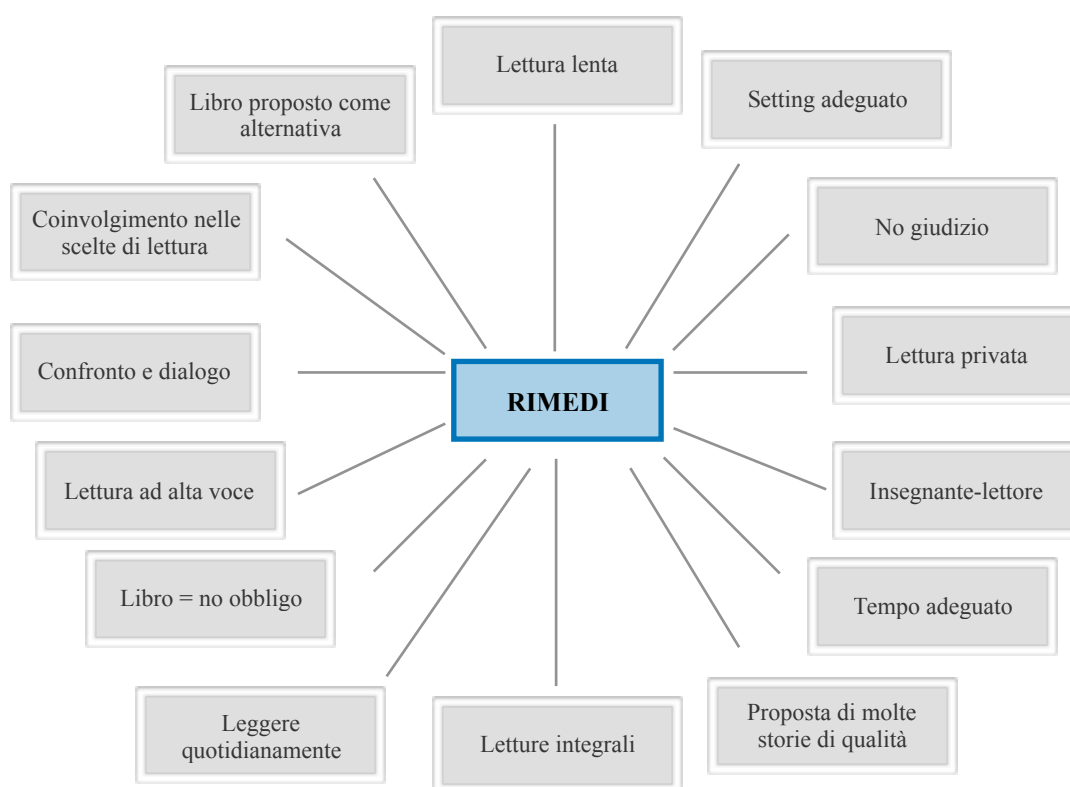 Lettura lenta
Setting adeguato
Libro proposto come
alternativa
No giudizio
Coinvolgimento nelle
scelte di lettura
Lettura privata
Confronto e dialogo
RIMEDI
Lettura ad alta voce
Insegnante-lettore
Libro = no obbligo
Tempo adeguato
Leggere
quotidianamente
Letture integrali
Proposta di molte
storie di qualità